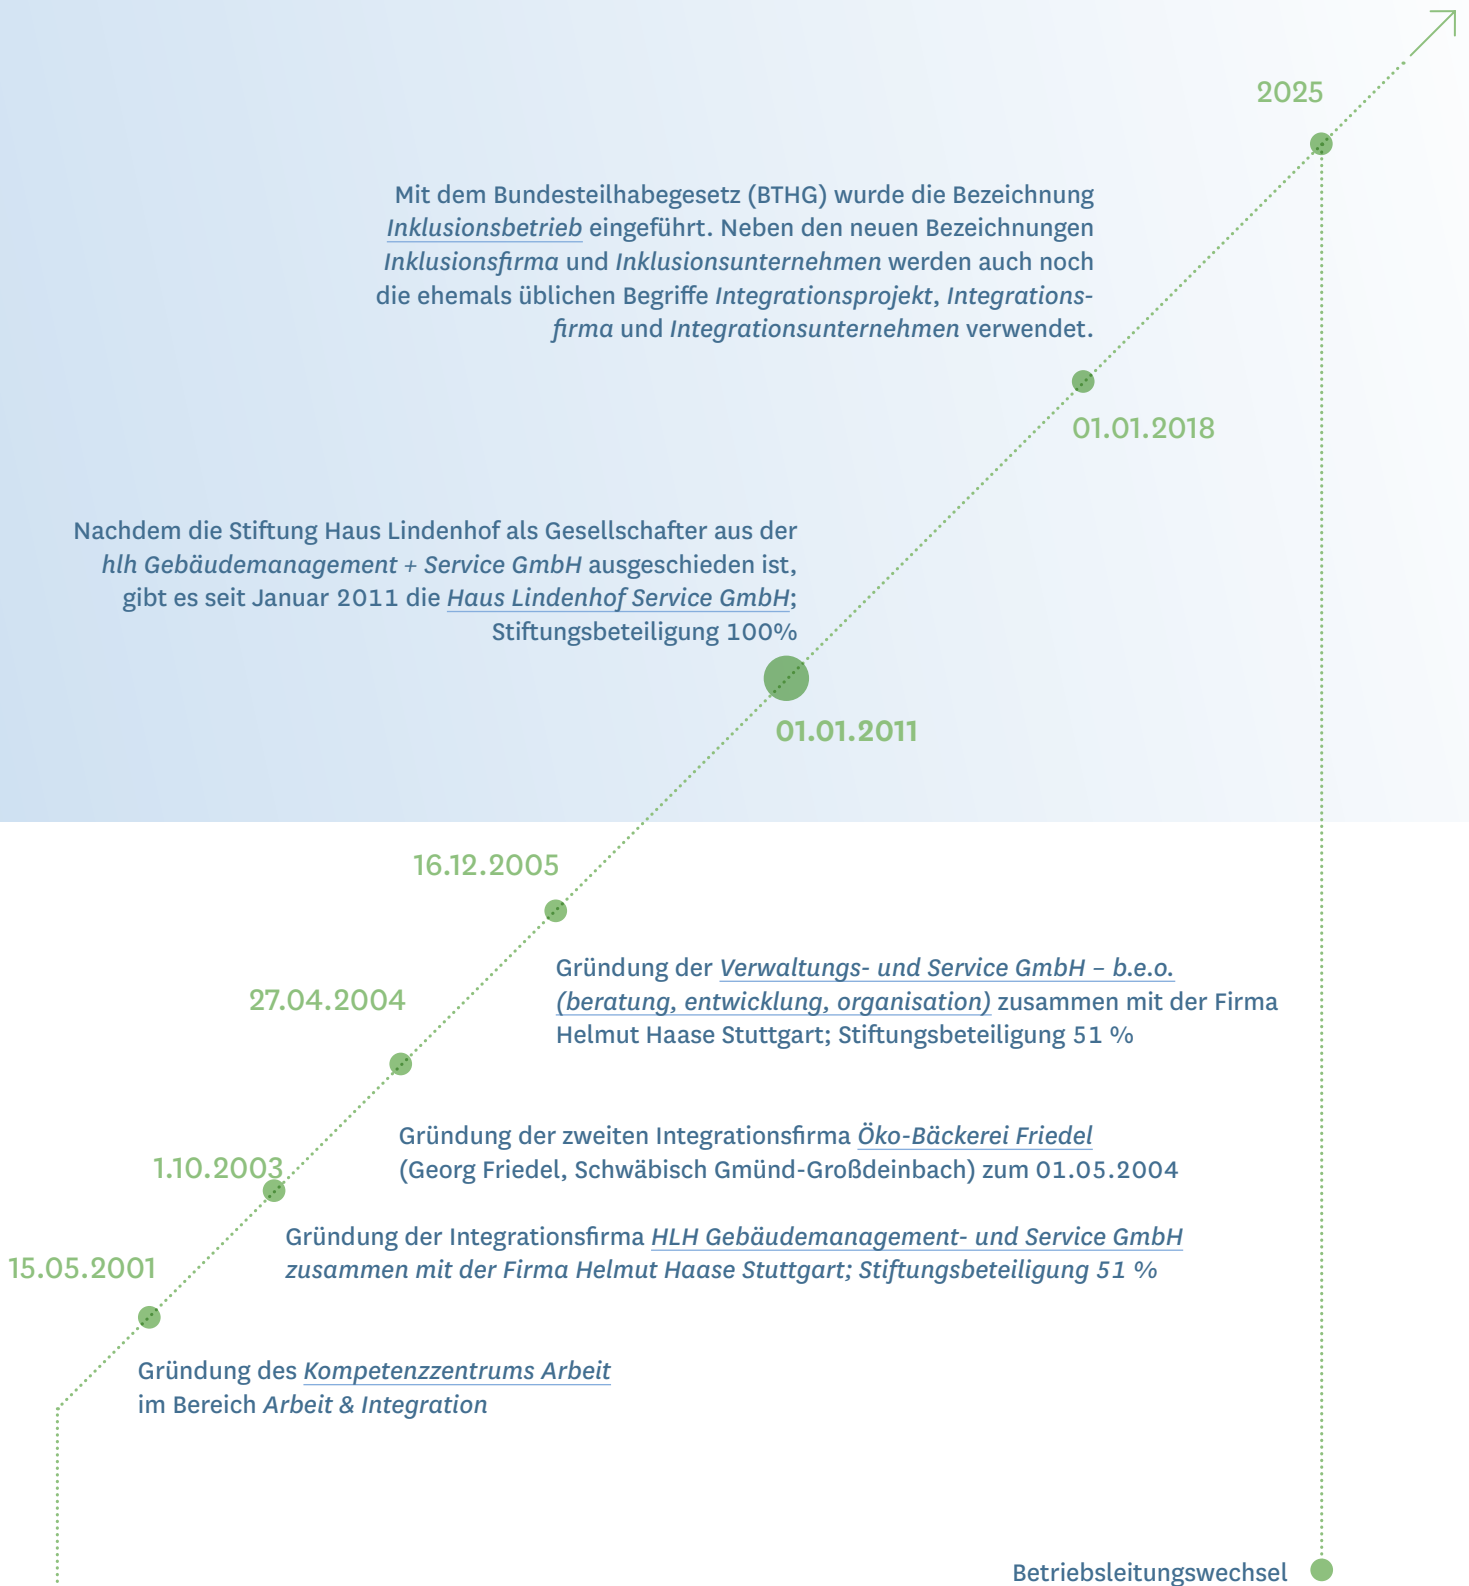 2025
Mit dem Bundesteilhabegesetz (BTHG) wurde die Bezeichnung
Inklusionsbetrieb eingeführt. Neben den neuen Bezeichnungen
Inklusionsfirma und Inklusionsunternehmen werden auch noch
die ehemals üblichen Begriffe Integrationsprojekt, Integrations-
firma und Integrationsunternehmen verwendet.
01.01.2018
Nachdem die Stiftung Haus Lindenhof als Gesellschafter aus der
hlh Gebäudemanagement + Service GmbH ausgeschieden ist,
gibt es seit Januar 2011 die Haus Lindenhof Service GmbH;
Stiftungsbeteiligung 100%
01.01.2011
16.12.2005
Gründung der Verwaltungs- und Service GmbH – b.e.o.
(beratung, entwicklung, organisation) zusammen mit der Firma
Helmut Haase Stuttgart; Stiftungsbeteiligung 51 %
27.04.2004
Gründung der zweiten Integrationsfirma Öko-Bäckerei Friedel
(Georg Friedel, Schwäbisch Gmünd-Großdeinbach) zum 01.05.2004
1.10.2003
Gründung der Integrationsfirma HLH Gebäudemanagement- und Service GmbH
zusammen mit der Firma Helmut Haase Stuttgart; Stiftungsbeteiligung 51 %
15.05.2001
Gründung des Kompetenzzentrums Arbeit
im Bereich Arbeit & Integration
Betriebsleitungswechsel